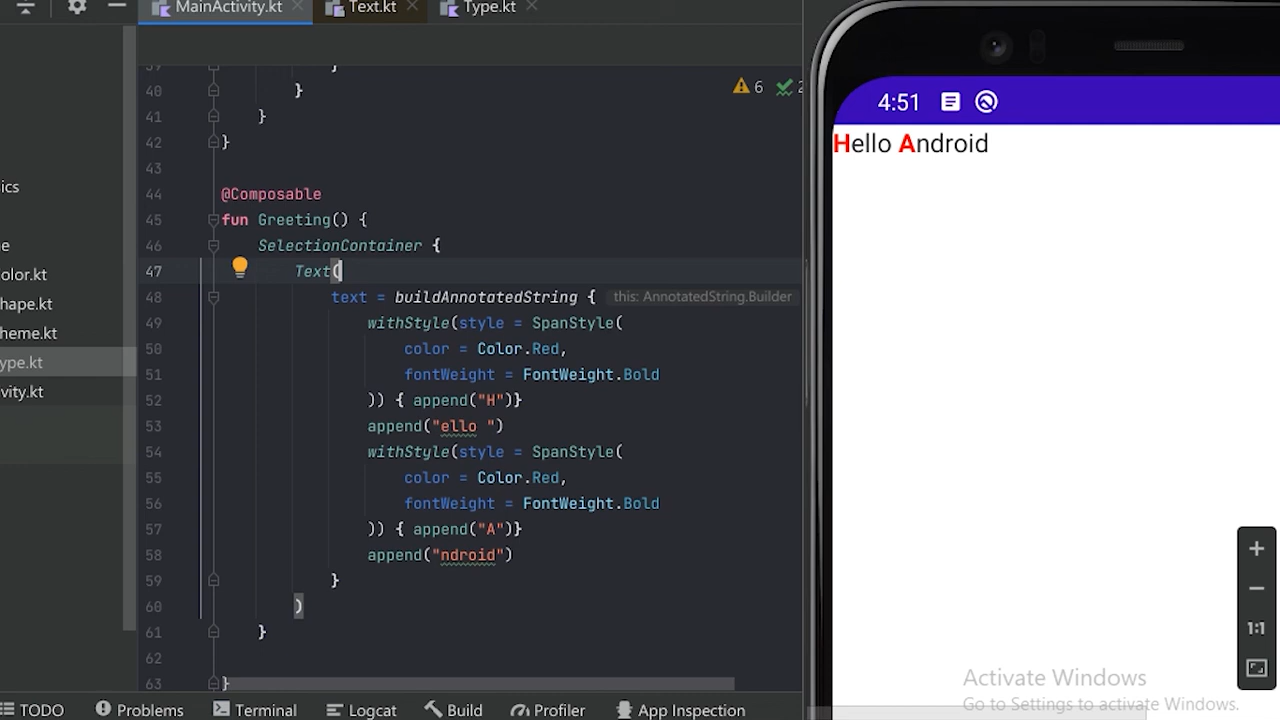 MainActivity.kt
Text.kt
Type.kt
6
2
ics
e
olor.kt
hape.kt
heme.kt
ype.kt
vity.kt
39 }
40 }
41 }
42 }
43
44 @Composable
45 fun Greeting() {
46 SelectionContainer {
47 Text(
48 text = buildAnnotatedString { this: AnnotatedString.Builder
49 withStyle(style = SpanStyle(
50 color = Color.Red,
51 fontWeight = FontWeight.Bold
52 )) { append("H")}
53 append("ello ")
54 withStyle(style = SpanStyle(
55 color = Color.Red,
56 fontWeight = FontWeight.Bold
57 )) { append("A")}
58 append("ndroid")
59 }
60 )
61 }
62
63 }
TODO Problems Terminal Logcat Build Profiler App Inspection
4:51
Hello Android
1:1
Activate Windows
Go to Settings to activate Windows.